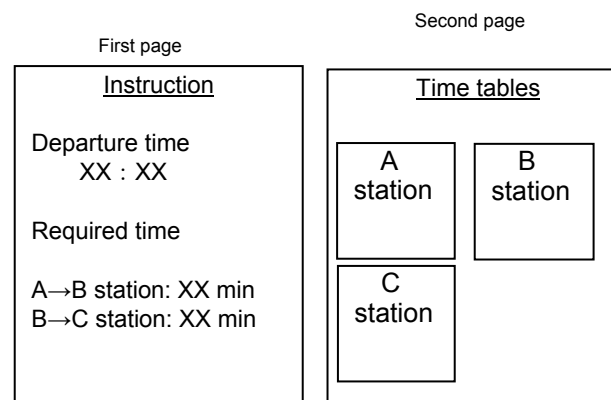 First page
Instruction
Departure time
XX : XX
Required time
A→B station: XX min
B→C station: XX min
Second page
Time tables
A
station
B
station
C
station